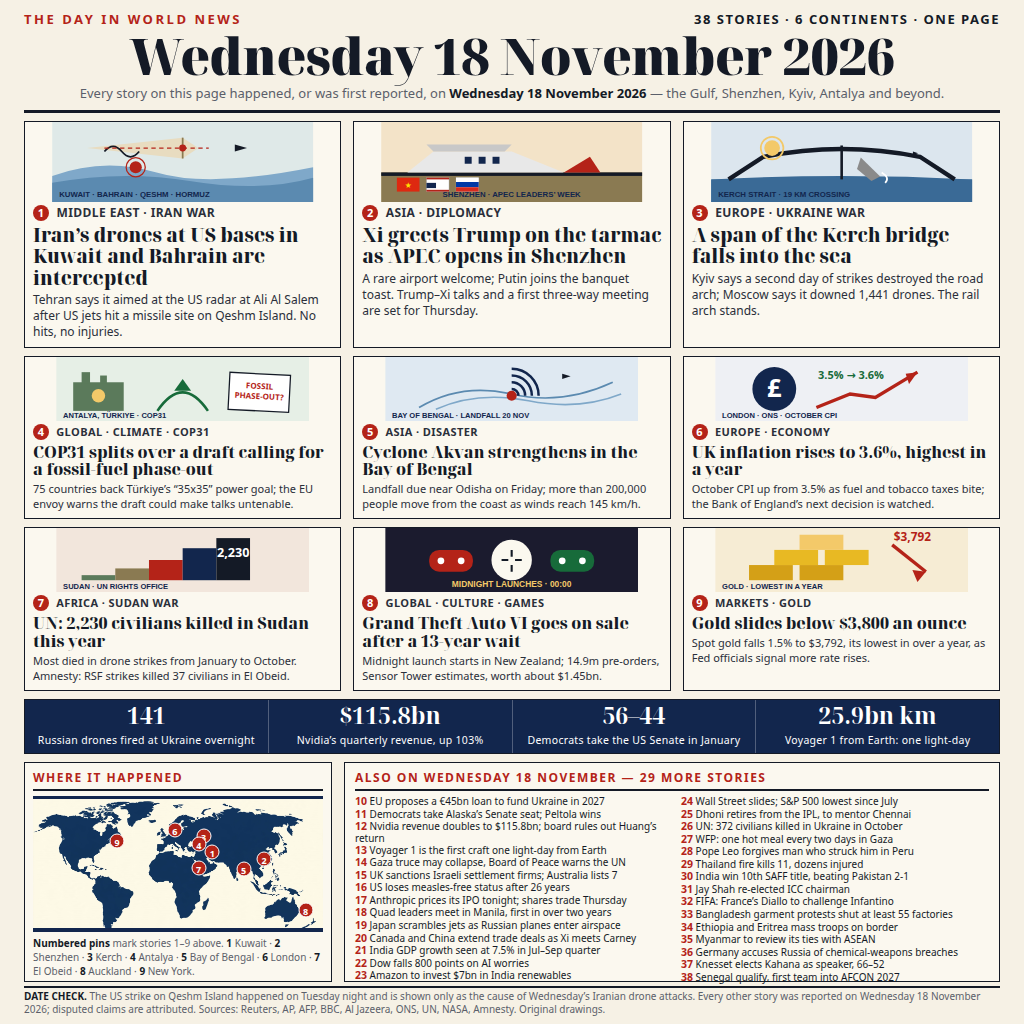 THE DAY IN WORLD NEWS
38 STORIES · 6 CONTINENTS · ONE PAGE
Wednesday 18 November 2026
Every story on this page happened, or was first reported, on Wednesday 18 November 2026 — the Gulf, Shenzhen, Kyiv, Antalya and beyond.
KUWAIT · BAHRAIN · QESHM · HORMUZ
1 MIDDLE EAST · IRAN WAR
Iran’s drones at US bases in
Kuwait and Bahrain are
intercepted
Tehran says it aimed at the US radar at Ali Al Salem
after US jets hit a missile site on Qeshm Island. No
hits, no injuries.
SHENZHEN · APEC LEADERS’ WEEK
2 ASIA · DIPLOMACY
Xi greets Trump on the tarmac
as APEC opens in Shenzhen
A rare airport welcome; Putin joins the banquet
toast. Trump–Xi talks and a first three-way meeting
are set for Thursday.
KERCH STRAIT · 19 KM CROSSING
3 EUROPE · UKRAINE WAR
A span of the Kerch bridge
falls into the sea
Kyiv says a second day of strikes destroyed the road
arch; Moscow says it downed 1,441 drones. The rail
arch stands.
FOSSIL
PHASE-OUT?
ANTALYA, TÜRKIYE · COP31
4 GLOBAL · CLIMATE · COP31
COP31 splits over a draft calling for
a fossil-fuel phase-out
75 countries back Türkiye’s “35x35” power goal; the EU
envoy warns the draft could make talks untenable.
BAY OF BENGAL · LANDFALL 20 NOV
5 ASIA · DISASTER
Cyclone Akvan strengthens in the
Bay of Bengal
Landfall due near Odisha on Friday; more than 200,000
people move from the coast as winds reach 145 km/h.
£
3.5% → 3.6%
LONDON · ONS · OCTOBER CPI
6 EUROPE · ECONOMY
UK inflation rises to 3.6%, highest in
a year
October CPI up from 3.5% as fuel and tobacco taxes bite;
the Bank of England’s next decision is watched.
2,230
SUDAN · UN RIGHTS OFFICE
7 AFRICA · SUDAN WAR
UN: 2,230 civilians killed in Sudan
this year
Most died in drone strikes from January to October.
Amnesty: RSF strikes killed 37 civilians in El Obeid.
MIDNIGHT LAUNCHES · 00:00
8 GLOBAL · CULTURE · GAMES
Grand Theft Auto VI goes on sale
after a 13-year wait
Midnight launch starts in New Zealand; 14.9m pre-orders,
Sensor Tower estimates, worth about $1.45bn.
$3,792
GOLD · LOWEST IN A YEAR
9 MARKETS · GOLD
Gold slides below $3,800 an ounce
Spot gold falls 1.5% to $3,792, its lowest in over a year, as
Fed officials signal more rate rises.
141
Russian drones fired at Ukraine overnight
$115.8bn
Nvidia’s quarterly revenue, up 103%
56–44
Democrats take the US Senate in January
25.9bn km
Voyager 1 from Earth: one light-day
WHERE IT HAPPENED
6
3
4
9
1
2
7
5
8
Numbered pins mark stories 1–9 above. 1 Kuwait · 2
Shenzhen · 3 Kerch · 4 Antalya · 5 Bay of Bengal · 6 London · 7
El Obeid · 8 Auckland · 9 New York.
ALSO ON WEDNESDAY 18 NOVEMBER — 29 MORE STORIES
10 EU proposes a €45bn loan to fund Ukraine in 2027
11 Democrats take Alaska’s Senate seat; Peltola wins
12 Nvidia revenue doubles to $115.8bn; board rules out Huang’s
return
13 Voyager 1 is the first craft one light-day from Earth
14 Gaza truce may collapse, Board of Peace warns the UN
15 UK sanctions Israeli settlement firms; Australia lists 7
16 US loses measles-free status after 26 years
17 Anthropic prices its IPO tonight; shares trade Thursday
18 Quad leaders meet in Manila, first in over two years
19 Japan scrambles jets as Russian planes enter airspace
20 Canada and China extend trade deals as Xi meets Carney
21 India GDP growth seen at 7.5% in Jul–Sep quarter
22 Dow falls 800 points on AI worries
23 Amazon to invest $7bn in India renewables
24 Wall Street slides; S&P 500 lowest since July
25 Dhoni retires from the IPL, to mentor Chennai
26 UN: 372 civilians killed in Ukraine in October
27 WFP: one hot meal every two days in Gaza
28 Pope Leo forgives man who struck him in Peru
29 Thailand fire kills 11, dozens injured
30 India win 10th SAFF title, beating Pakistan 2-1
31 Jay Shah re-elected ICC chairman
32 FIFA: France’s Diallo to challenge Infantino
33 Bangladesh garment protests shut at least 55 factories
34 Ethiopia and Eritrea mass troops on border
35 Myanmar to review its ties with ASEAN
36 Germany accuses Russia of chemical-weapons breaches
37 Knesset elects Kahana as speaker, 66–52
38 Senegal qualify, first team into AFCON 2027
DATE CHECK. The US strike on Qeshm Island happened on Tuesday night and is shown only as the cause of Wednesday’s Iranian drone attacks. Every other story was reported on Wednesday 18 November
2026; disputed claims are attributed. Sources: Reuters, AP, AFP, BBC, Al Jazeera, ONS, UN, NASA, Amnesty. Original drawings.